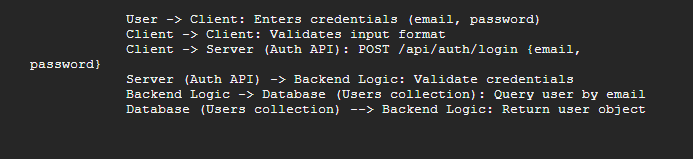 User -> Client: Enters credentials (email, password)
Client -> Client: Validates input format
Client -> Server (Auth API): POST /api/auth/login {email,
password}
Server (Auth API) -> Backend Logic: Validate credentials
Backend Logic -> Database (Users collection): Query user by email
Database (Users collection) --> Backend Logic: Return user object